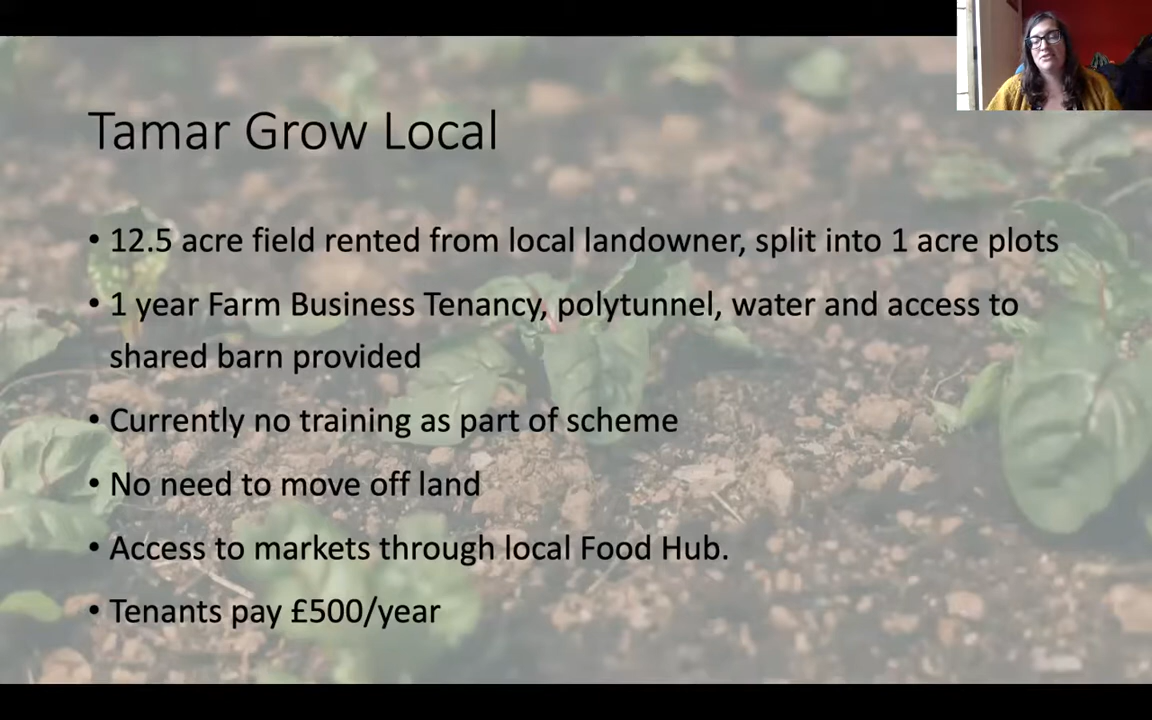 Tamar Grow Local
• 12.5 acre field rented from local landowner, split into 1 acre plots
• 1 year Farm Business Tenancy, polytunnel, water and access to
shared barn provided
• Currently no training as part of scheme
• No need to move off land
• Access to markets through local Food Hub.
• Tenants pay £500/year